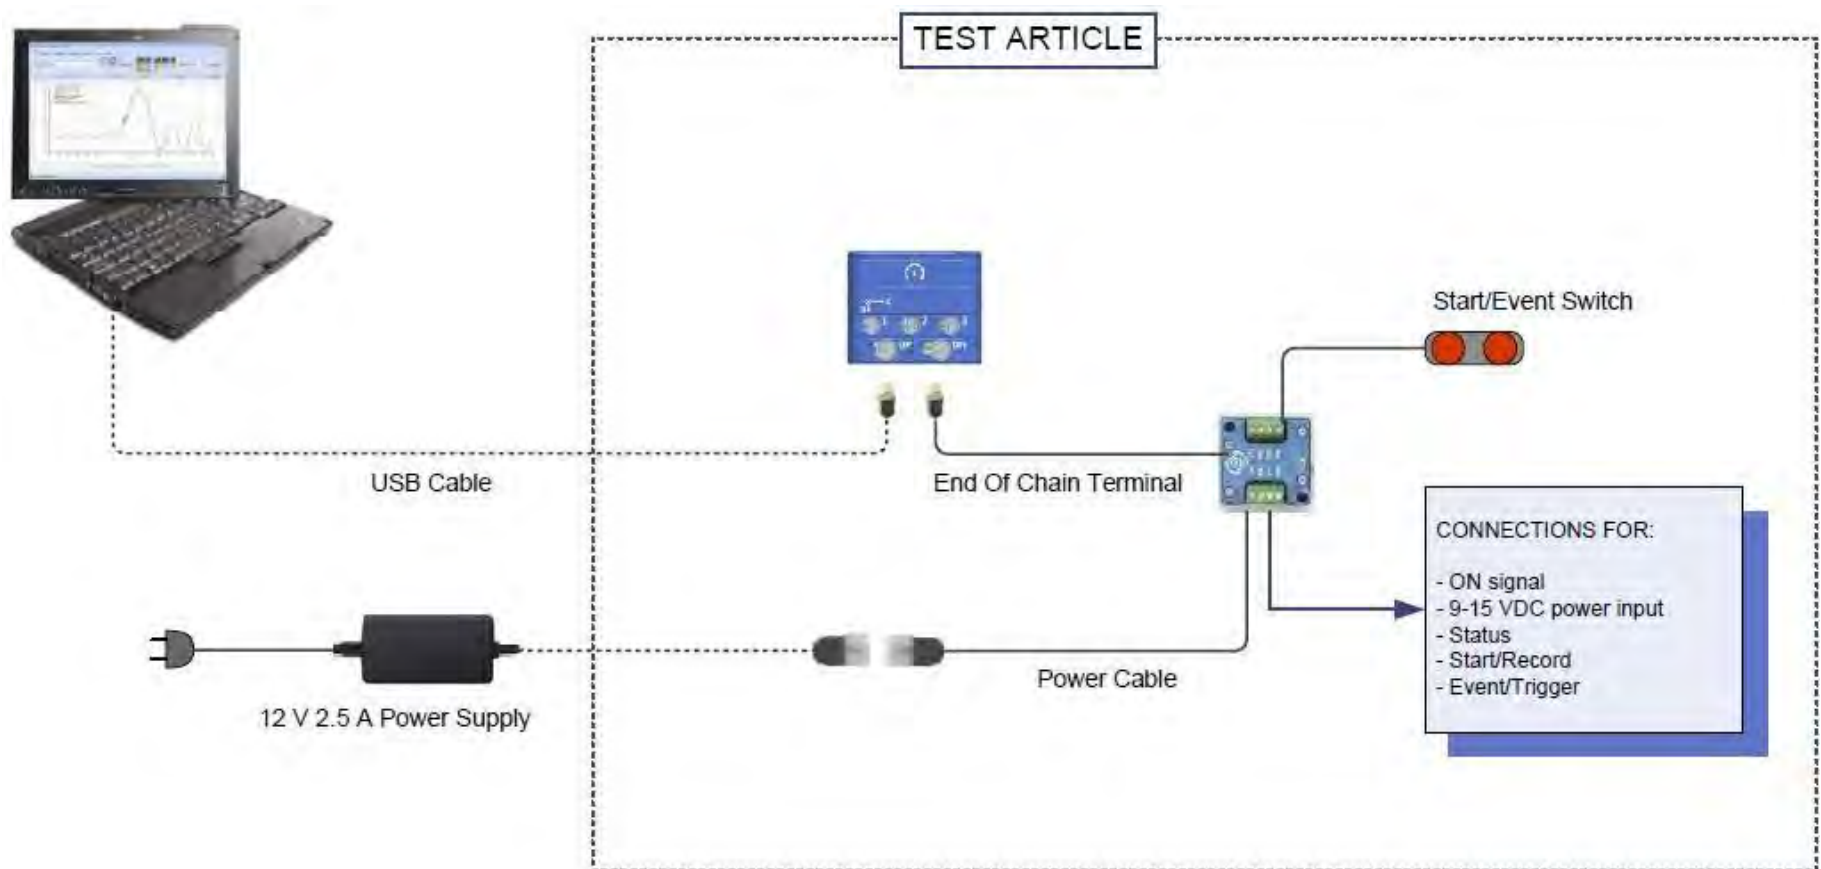 TEST ARTICLE
Start/Event Switch
USB Cable
End Of Chain Terminal
CONNECTIONS FOR:
- ON signal
- 9-15 VDC power input
- Status
- Start/Record
- Event/Trigger
Power Cable
12 V 2.5 A Power Supply